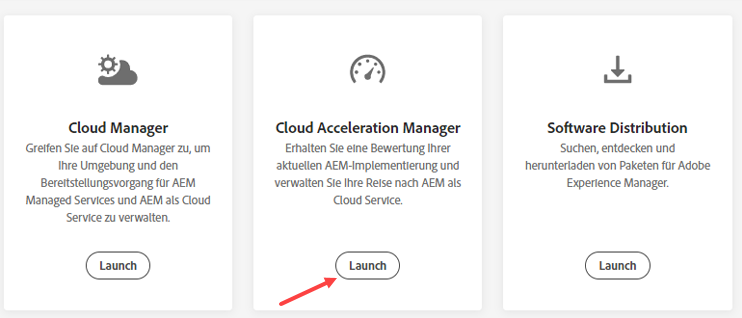 Cloud Manager
Greifen Sie auf Cloud Manager zu, um
Ihre Umgebung und den
Bereitstellungsvorgang für AEM
Managed Services und AEM als Cloud
Service zu verwalten.
Launch
Cloud Acceleration Manager
Erhalten Sie eine Bewertung Ihrer
aktuellen AEM-Implementierung und
verwalten Sie Ihre Reise nach AEM als
Cloud Service.
Launch
Software Distribution
Suchen, entdecken und
herunterladen von Paketen für Adobe
Experience Manager.
Launch